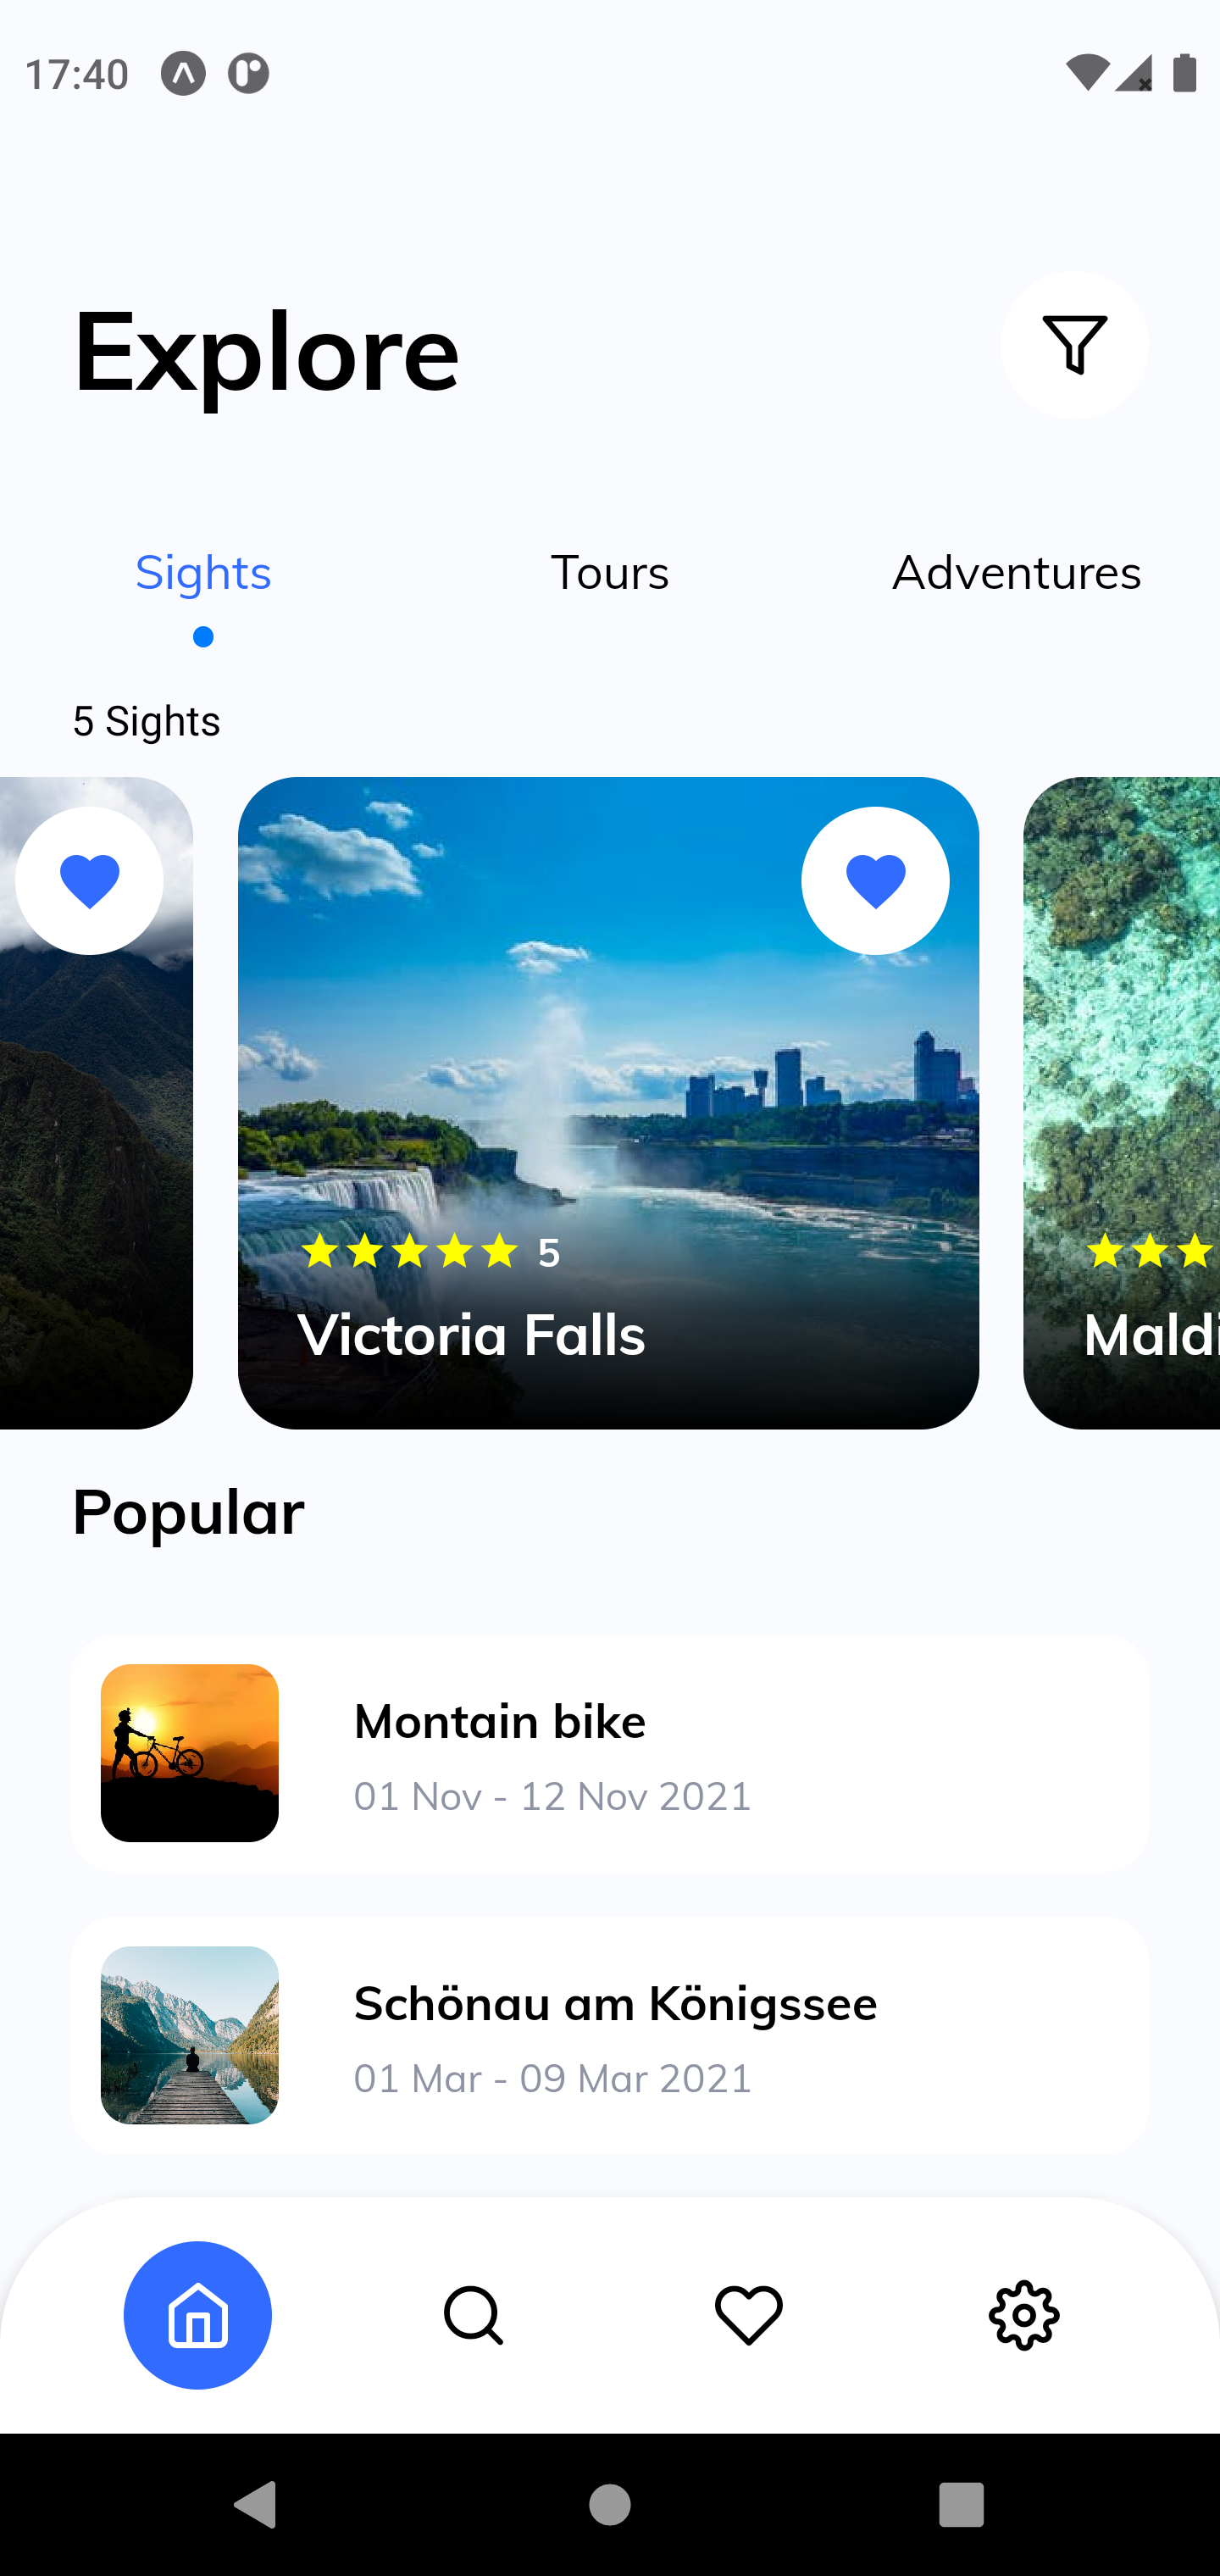 17:40
Explore
Sights
Tours
Adventures
5 Sights
5
Victoria Falls
Maldi
Popular
Montain bike
01 Nov - 12 Nov 2021
Schönau am Königssee
01 Mar - 09 Mar 2021